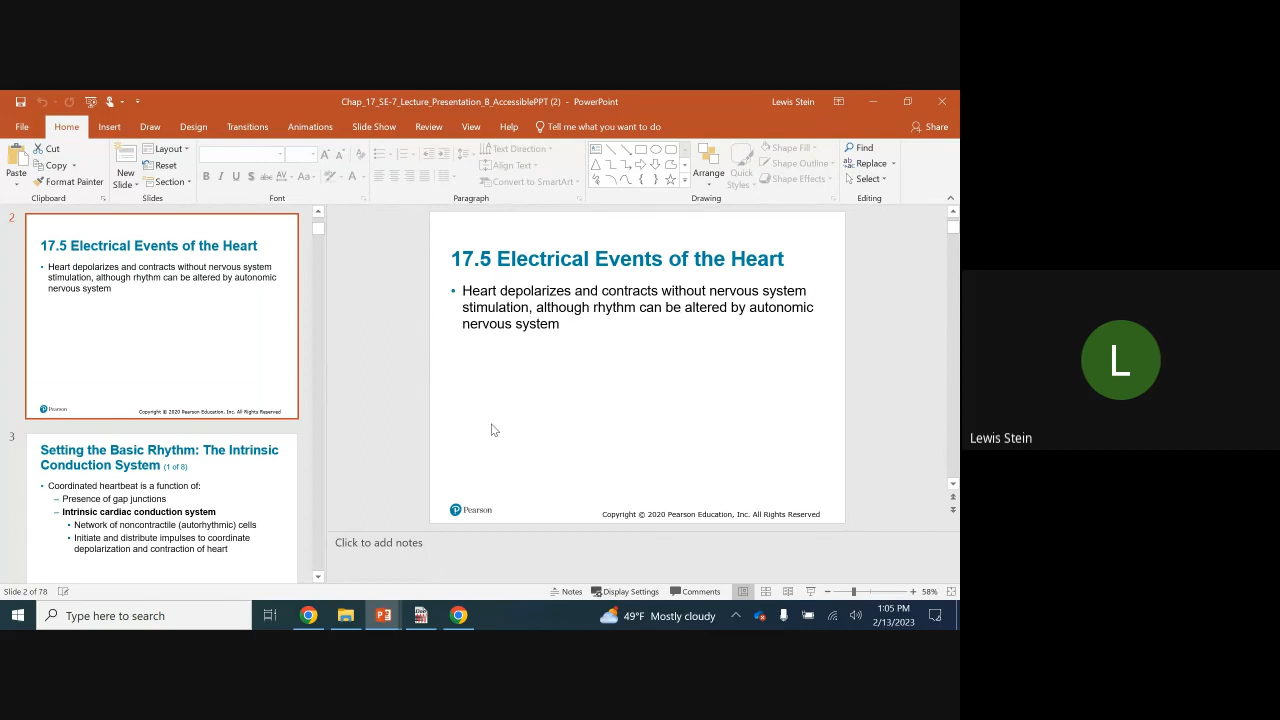 Chap_17_SE-7_Lecture_Presentation_B_AccessiblePPT (2) - PowerPoint
Lewis Stein
File Home Insert Draw Design Transitions Animations Slide Show Review View Help Tell me what you want to do Share
Paste
Cut
Copy
Format Painter
Clipboard
New
Slide
Layout
Reset
Section
Slides
B I U S abc AV Aa A
Font
Text Direction
Align Text
Convert to SmartArt
Paragraph
Arrange
Quick
Styles
Shape Fill
Shape Outline
Shape Effects
Drawing
Find
Replace
Select
Editing
2
17.5 Electrical Events of the Heart
• Heart depolarizes and contracts without nervous system
stimulation, although rhythm can be altered by autonomic
nervous system
Pearson
Copyright © 2020 Pearson Education, Inc. All Rights Reserved
3
Setting the Basic Rhythm: The Intrinsic
Conduction System (1 of 8)
• Coordinated heartbeat is a function of:
– Presence of gap junctions
– Intrinsic cardiac conduction system
• Network of noncontractile (autorhythmic) cells
• Initiate and distribute impulses to coordinate
depolarization and contraction of heart
17.5 Electrical Events of the Heart
• Heart depolarizes and contracts without nervous system
stimulation, although rhythm can be altered by autonomic
nervous system
Pearson
Copyright © 2020 Pearson Education, Inc. All Rights Reserved
Click to add notes
Slide 2 of 78
Notes Display Settings Comments 58%
Type here to search
49°F Mostly cloudy
1:05 PM
2/13/2023
L
Lewis Stein